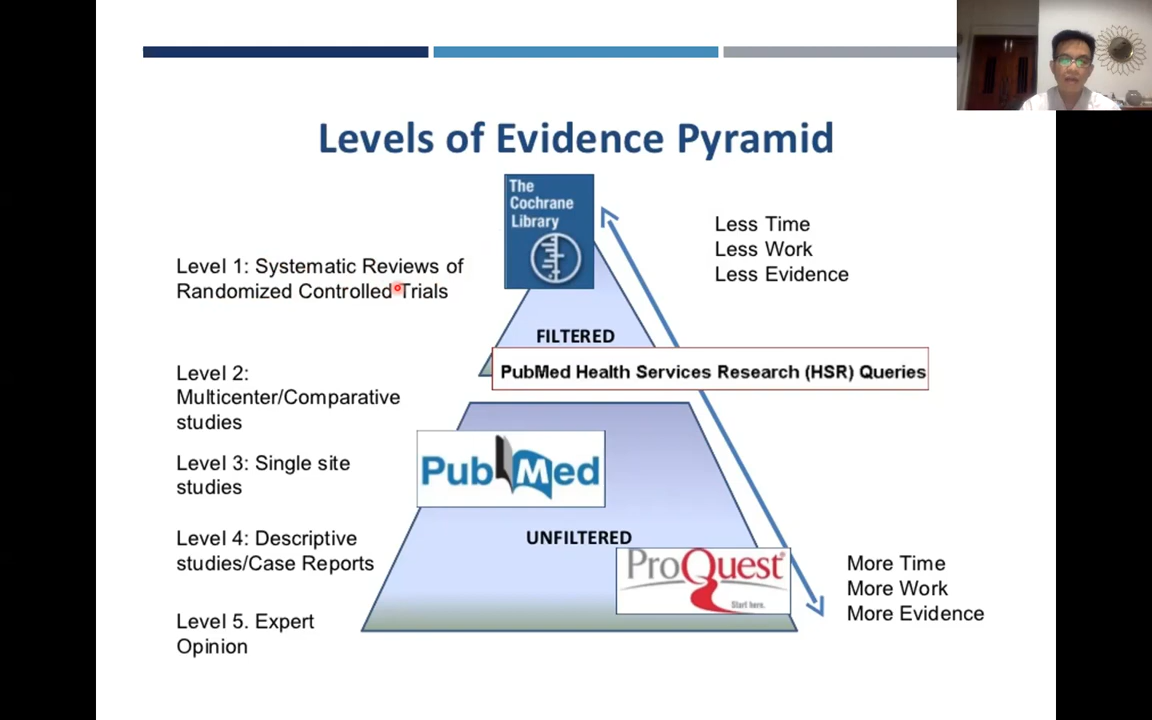 Levels of Evidence Pyramid
The
Cochrane
Library
Less Time
Less Work
Less Evidence
Level 1: Systematic Reviews of
Randomized Controlled Trials
FILTERED
PubMed Health Services Research (HSR) Queries
Level 2:
Multicenter/Comparative
studies
PubMed
Level 3: Single site
studies
UNFILTERED
Level 4: Descriptive
studies/Case Reports
ProQuest®
Start here.
More Time
More Work
More Evidence
Level 5. Expert
Opinion